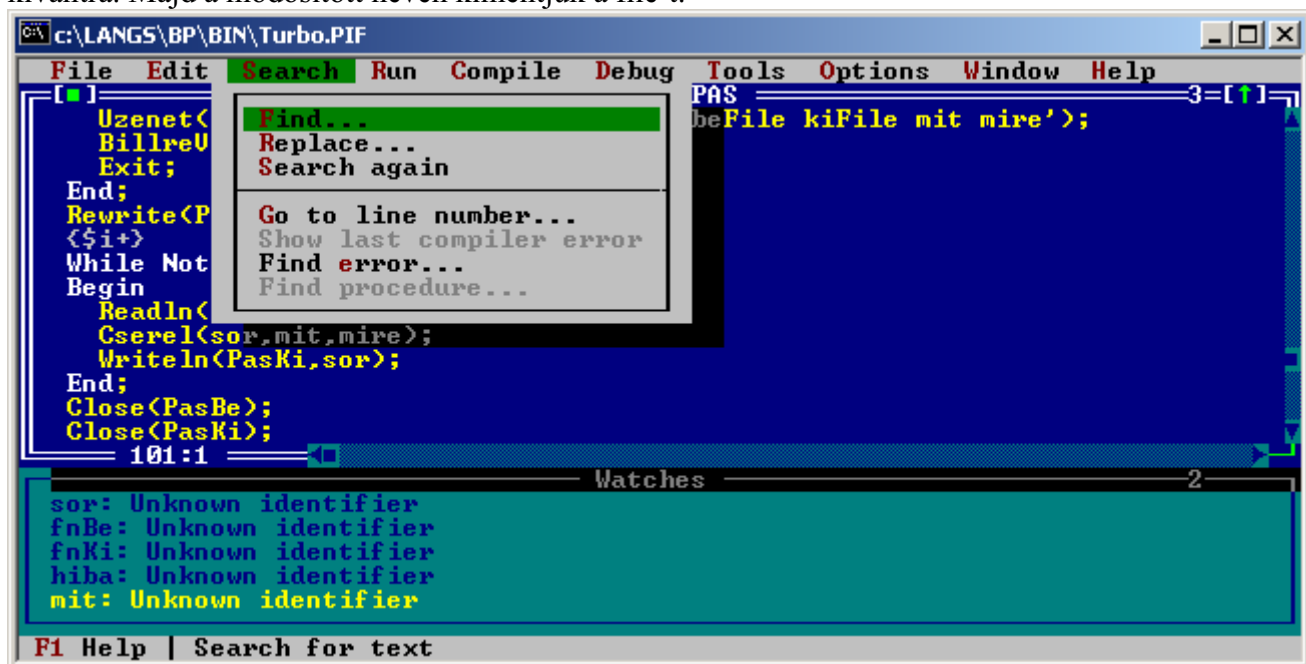 kívántra. Majd a módosított néven kimentjük a file-t.
c:\LANGS\BP\BIN\Turbo.PIF
File Edit Search Run Compile Debug Tools Options Window Help
PAS 3=[↑]
Uzenet( Find... beFile kiFile mit mire');
BillreU Replace...
Exit; Search again
End;
Rewrite(P Go to line number...
{$i+} Show last compiler error
While Not Find error...
Begin Find procedure...
Readln(
Cserel(sor,mit,mire);
Writeln(PasKi,sor);
End;
Close(PasBe);
Close(PasKi);
101:1
Watches 2
sor: Unknown identifier
fnBe: Unknown identifier
fnKi: Unknown identifier
hiba: Unknown identifier
mit: Unknown identifier
F1 Help | Search for text